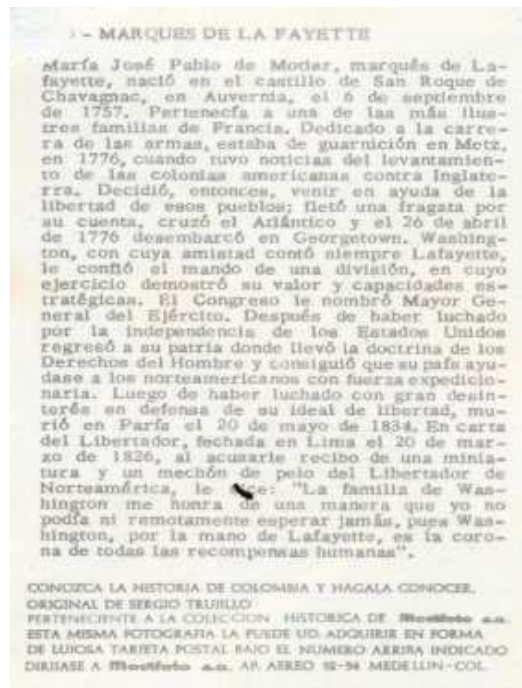 - MARQUES DE LA FAYETTE
María José Pablo de Motier, marqués de La-
fayette, nació en el castillo de San Roque de
Chavagnac, en Auvernia, el 6 de septiembre
de 1757. Pertenecía a una de las más ilus-
tres familias de Francia. Dedicado a la carre-
ra de las armas, estaba de guarnición en Metz,
en 1776, cuando tuvo noticias del levantamien-
to de las colonias americanas contra Inglate-
rra. Decidió, entonces, venir en ayuda de la
libertad de esos pueblos; fletó una fragata por
su cuenta, cruzó el Atlántico y el 26 de abril
de 1776 desembarcó en Georgetown. Washing-
ton, con cuya amistad contó siempre Lafayette,
le confió el mando de una división, en cuyo
ejercicio demostró su valor y capacidades es-
tratégicas. El Congreso le nombró Mayor Ge-
neral del Ejército. Después de haber luchado
por la independencia de los Estados Unidos
regresó a su patria donde llevó la doctrina de los
Derechos del Hombre y consiguió que su país ayu-
dase a los norteamericanos con fuerza expedicio-
naria. Luego de haber luchado con gran desin-
terés en defensa de su ideal de libertad, mu-
rió en París el 20 de mayo de 1834. En carta
del Libertador, fechada en Lima el 20 de mar-
zo de 1826, al acusarle recibo de una minia-
tura y un mechón de pelo del Libertador de
Norteamérica, le ce: "La familia de Was-
hington me honra de una manera que yo no
podía ni remotamente esperar jamás, pues Was-
hington, por la mano de Lafayette, es la coro-
na de todas las recompensas humanas".
CONOZCA LA HISTORIA DE COLOMBIA Y HAGALA CONOCER.
ORIGINAL DE SERGIO TRUJILLO
PERTENECIENTE A LA COLECCION HISTORICA DE Movifoto s.a.
ESTA MISMA FOTOGRAFIA LA PUEDE UD. ADQUIRIR EN FORMA
DE LUJOSA TARJETA POSTAL BAJO EL NUMERO ARRIBA INDICADO
DIRIJASE A Movifoto s.a. AP. AEREO 12-94 MEDELLIN-COL.